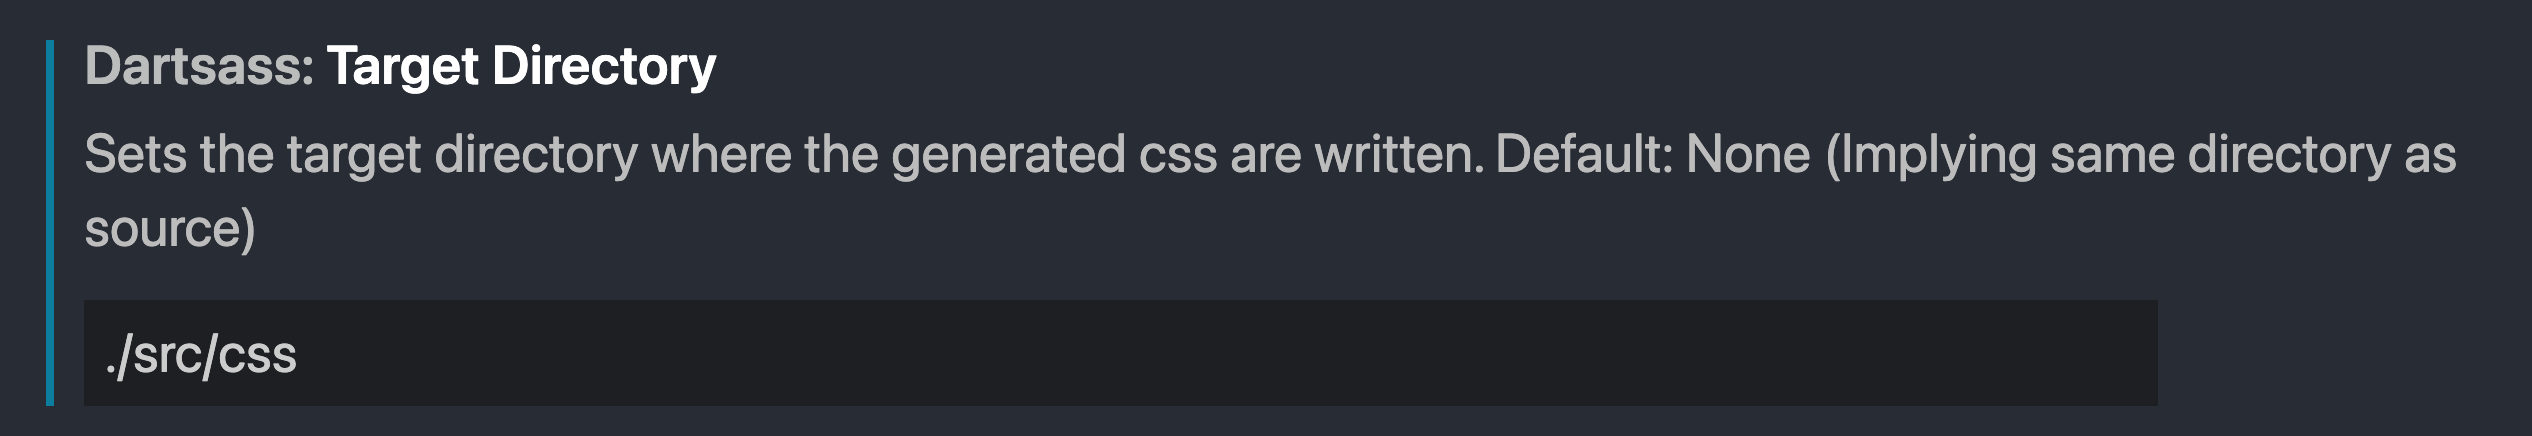 Dartsass: Target Directory
Sets the target directory where the generated css are written. Default: None (Implying same directory as
source)
./src/css